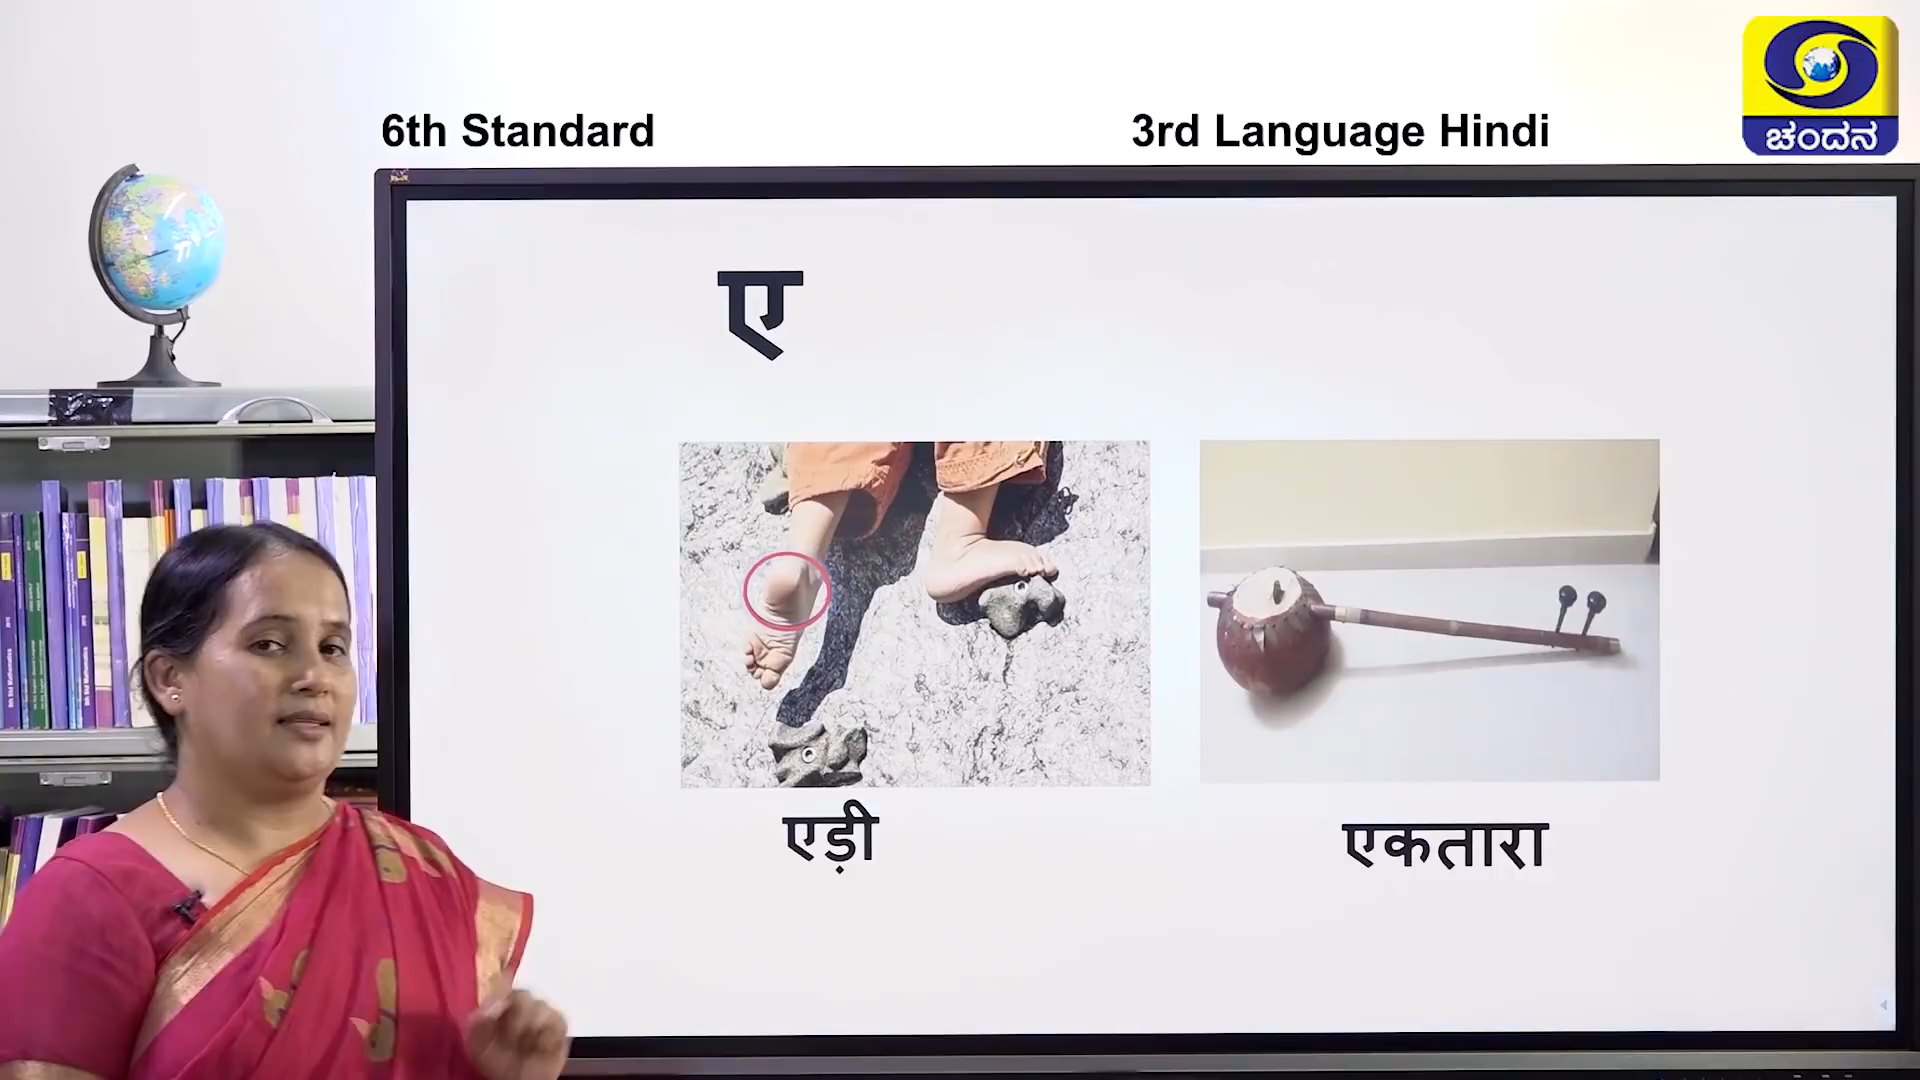 6th Standard
3rd Language Hindi
ಚಂದನ
ए
एड़ी
एकतारा